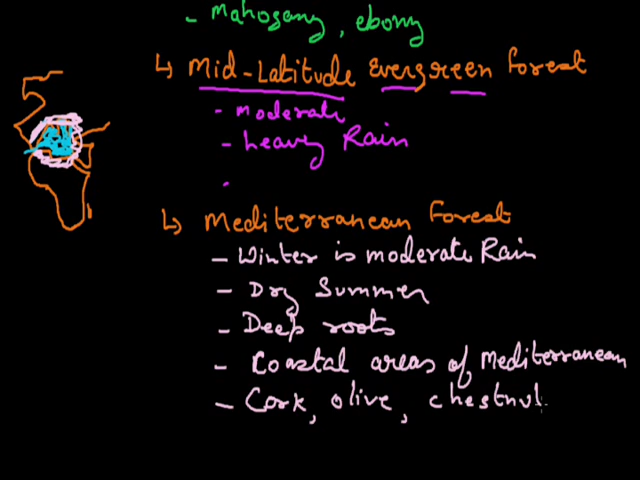 - Mahogany, ebony
↳ Mid-Latitude Evergreen Forest
- moderate
- heavy Rain
-
↳ Mediterranean Forest
- Winter is moderate Rain
- Dry Summer
- Deep roots
- Coastal areas of Mediterranean
- Cork, olive, chestnut